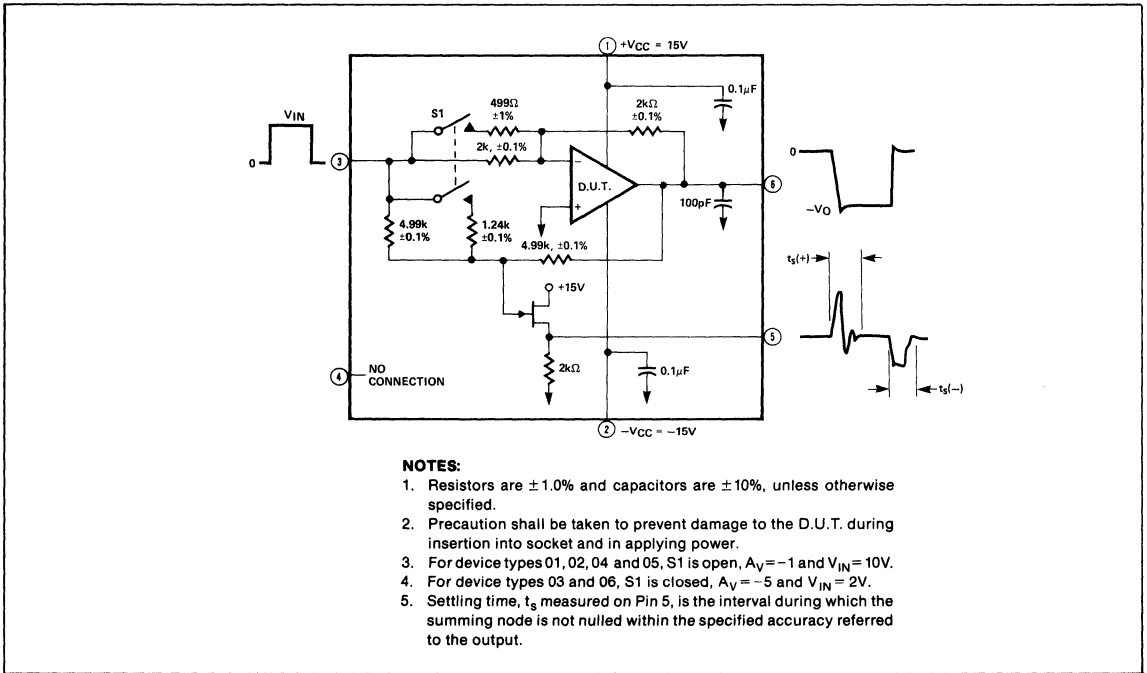 1 +VCC = 15V
0.1µF
S1
499Ω
±1%
2kΩ
±0.1%
VIN
0
3
2k, ±0.1%
−
D.U.T.
+
6
0
−VO
100pF
4.99k
±0.1%
1.24k
±0.1%
4.99k, ±0.1%
ts(+)
+15V
5
2kΩ
0.1µF
4
NO
CONNECTION
ts(−)
2 −VCC = −15V
NOTES:
1. Resistors are ±1.0% and capacitors are ±10%, unless otherwise
specified.
2. Precaution shall be taken to prevent damage to the D.U.T. during
insertion into socket and in applying power.
3. For device types 01, 02, 04 and 05, S1 is open, AV=−1 and VIN=10V.
4. For device types 03 and 06, S1 is closed, AV=−5 and VIN=2V.
5. Settling time, ts measured on Pin 5, is the interval during which the
summing node is not nulled within the specified accuracy referred
to the output.